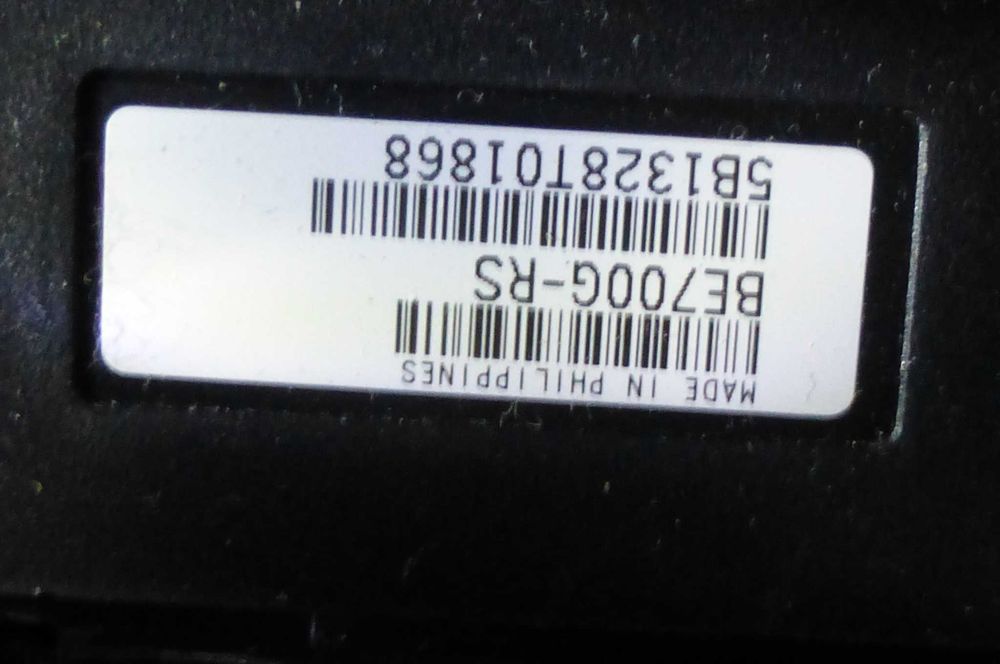 MADE IN PHILIPPINES
BE700G-RS
5B1328T01868